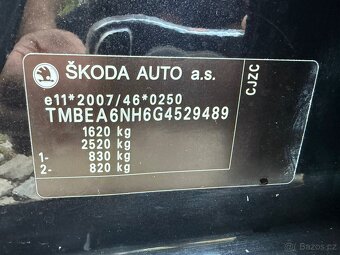 ŠKODA AUTO a.s.
e11*2007/46*0250
TMBEA6NH6G4529489
1620 kg
2520 kg
1- 830 kg
2- 820 kg
CJZC
Bazoš.cz